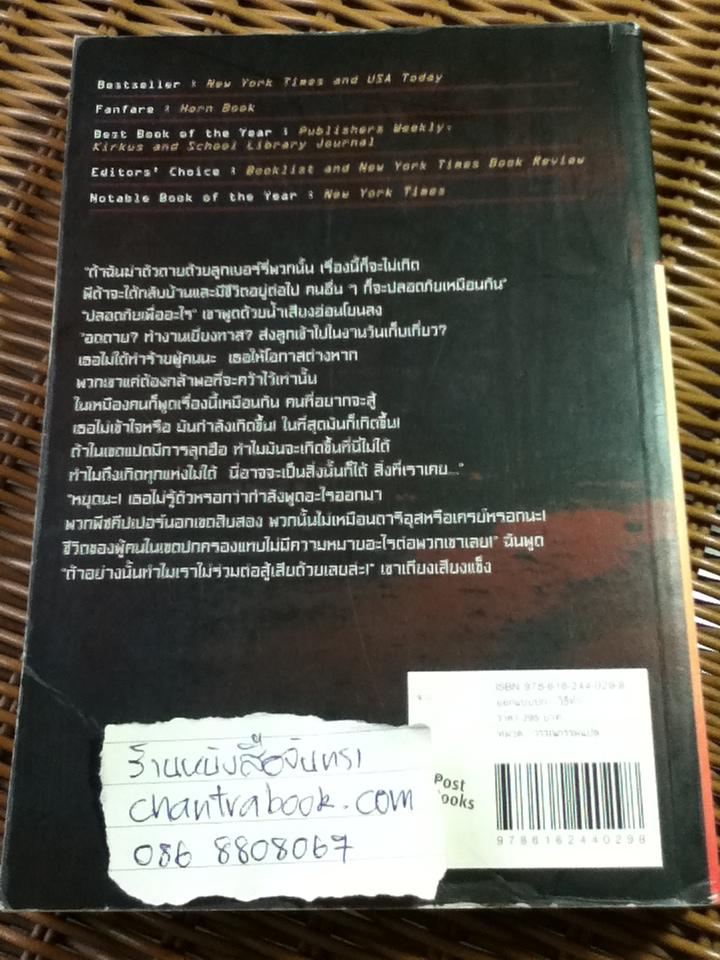 Bestseller : New York Times and USA Today
Fanfare : Horn Book
Best Book of the Year : Publishers Weekly:
Kirkus and School Library Journal
Editors' Choice : Booklist and New York Times Book Review
Notable Book of the Year : New York Times
"ถ้าฉันฆ่าตัวตายด้วยลูกเบอร์รี่พวกนั้น เรื่องนี้ก็จะไม่เกิด
พีต้าจะได้กลับบ้านและมีชีวิตอยู่ต่อไป คนอื่น ๆ ก็จะปลอดภัยเหมือนกัน"
"ปลอดภัยเพื่ออะไร" เขาพูดด้วยน้ำเสียงอ่อนโยนลง
"อดตาย? ทำงานเยี่ยงทาส? ส่งลูกเข้าไปในงานวันเก็บเกี่ยว?
เธอไม่ได้ทำร้ายผู้คนนะ เธอให้โอกาสต่างหาก
พวกเขาแค่ต้องกล้าพอที่จะคว้าไว้เท่านั้น
ในเหมืองคนก็พูดเรื่องนี้เหมือนกัน คนที่อยากจะสู้
เธอไม่เข้าใจหรือ มันกำลังเกิดขึ้น! ในที่สุดมันก็เกิดขึ้น!
ถ้าในเขตแปดมีการลุกฮือ ทำไมมันจะเกิดขึ้นที่นี่ไม่ได้
ทำไมถึงเกิดทุกแห่งไม่ได้ นี่อาจจะเป็นสิ่งนั้นก็ได้ สิ่งที่เราเคย..."
"หยุดนะ! เธอไม่รู้ตัวหรอกว่ากำลังพูดอะไรออกมา
พวกพีซคีปเปอร์นอกเขตสิบสอง พวกนั้นไม่เหมือนดาริอุสหรือเครย์หรอกนะ!
ชีวิตของผู้คนในเขตปกครองแทบไม่มีความหมายอะไรต่อพวกเขาเลย!" ฉันพูด
"ถ้าอย่างนั้นทำไมเราไม่ร่วมต่อสู้เสียด้วยเลยล่ะ!" เขาเถียงเสียงแข็ง
ISBN 978-616-244-029-8
ราคา 295 บาท
หมวด วรรณกรรมแปล
Post
ooks
9786162440298
ร้านหนังสือจันทรา
chantrabook.com
086 8808067